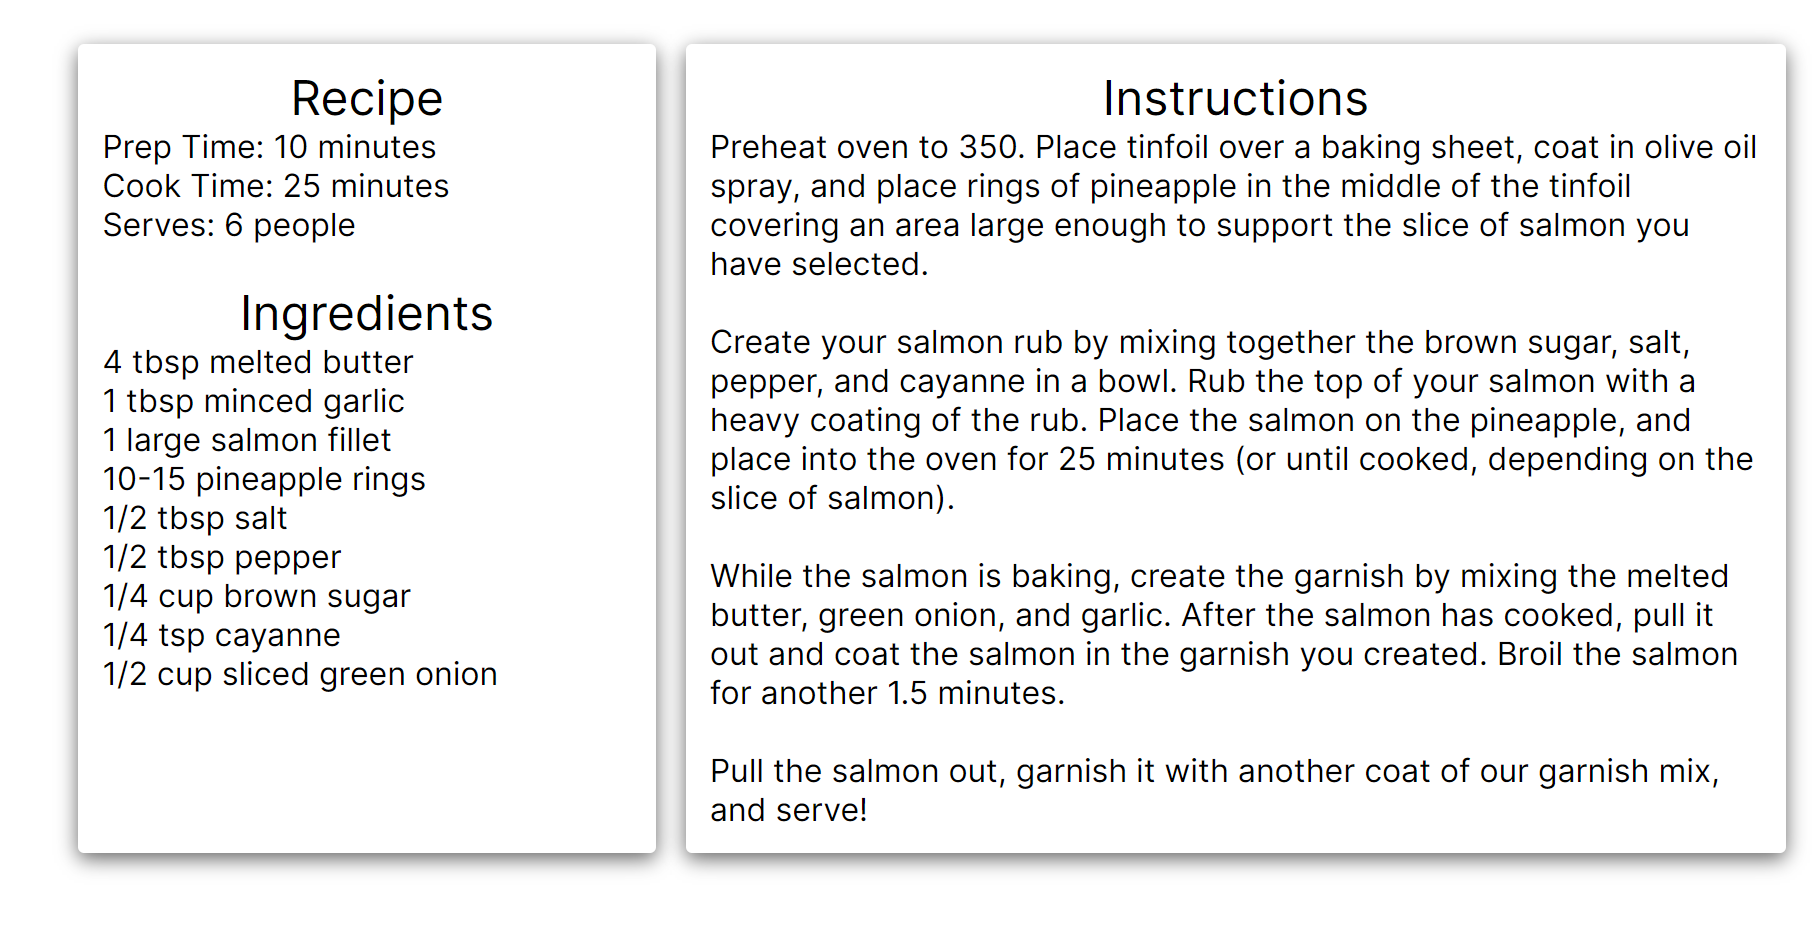 Recipe
Prep Time: 10 minutes
Cook Time: 25 minutes
Serves: 6 people
Ingredients
4 tbsp melted butter
1 tbsp minced garlic
1 large salmon fillet
10-15 pineapple rings
1/2 tbsp salt
1/2 tbsp pepper
1/4 cup brown sugar
1/4 tsp cayanne
1/2 cup sliced green onion
Instructions
Preheat oven to 350. Place tinfoil over a baking sheet, coat in olive oil
spray, and place rings of pineapple in the middle of the tinfoil
covering an area large enough to support the slice of salmon you
have selected.
Create your salmon rub by mixing together the brown sugar, salt,
pepper, and cayanne in a bowl. Rub the top of your salmon with a
heavy coating of the rub. Place the salmon on the pineapple, and
place into the oven for 25 minutes (or until cooked, depending on the
slice of salmon).
While the salmon is baking, create the garnish by mixing the melted
butter, green onion, and garlic. After the salmon has cooked, pull it
out and coat the salmon in the garnish you created. Broil the salmon
for another 1.5 minutes.
Pull the salmon out, garnish it with another coat of our garnish mix,
and serve!